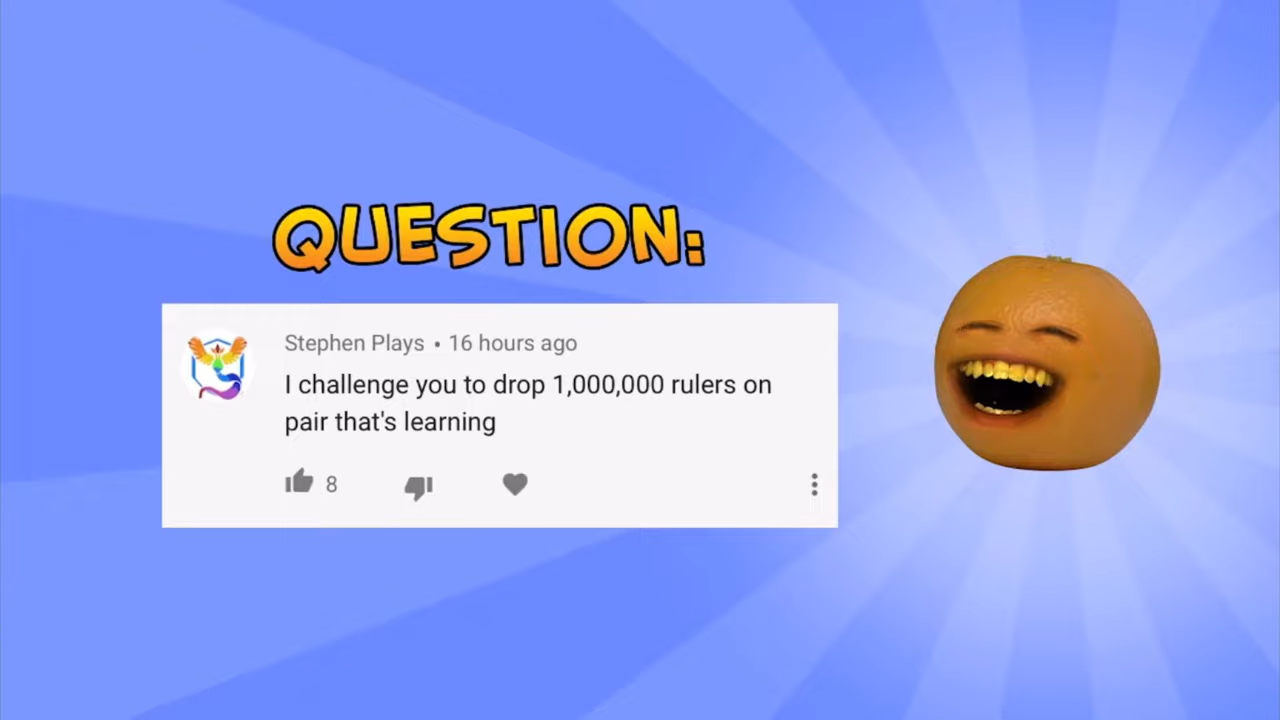 QUESTION:
Stephen Plays • 16 hours ago
I challenge you to drop 1,000,000 rulers on
pair that's learning
8